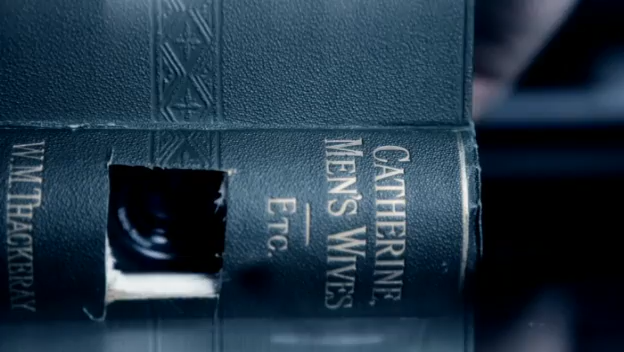 CATHERINE,
MEN'S WIVES
ETC.
W.M.THACKERAY